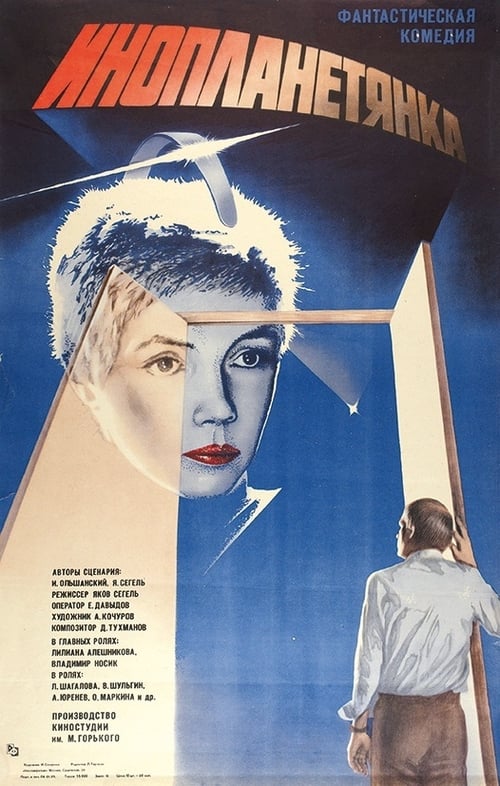 ФАНТАСТИЧЕСКАЯ
КОМЕДИЯ
ИНОПЛАНЕТЯНКА
АВТОРЫ СЦЕНАРИЯ:
И. ОЛЬШАНСКИЙ, Я. СЕГЕЛЬ
РЕЖИССЕР ЯКОВ СЕГЕЛЬ
ОПЕРАТОР Е. ДАВЫДОВ
ХУДОЖНИК А. КОЧУРОВ
КОМПОЗИТОР Д. ТУХМАНОВ
В ГЛАВНЫХ РОЛЯХ:
ЛИЛИАНА АЛЕШНИКОВА,
ВЛАДИМИР НОСИК
В РОЛЯХ:
Л. ШАГАЛОВА, В. ШУЛЬГИН,
А. ЮРЕНЕВ, О. МАРКИНА и др.
ПРОИЗВОДСТВО
КИНОСТУДИИ
ИМ. М. ГОРЬКОГО